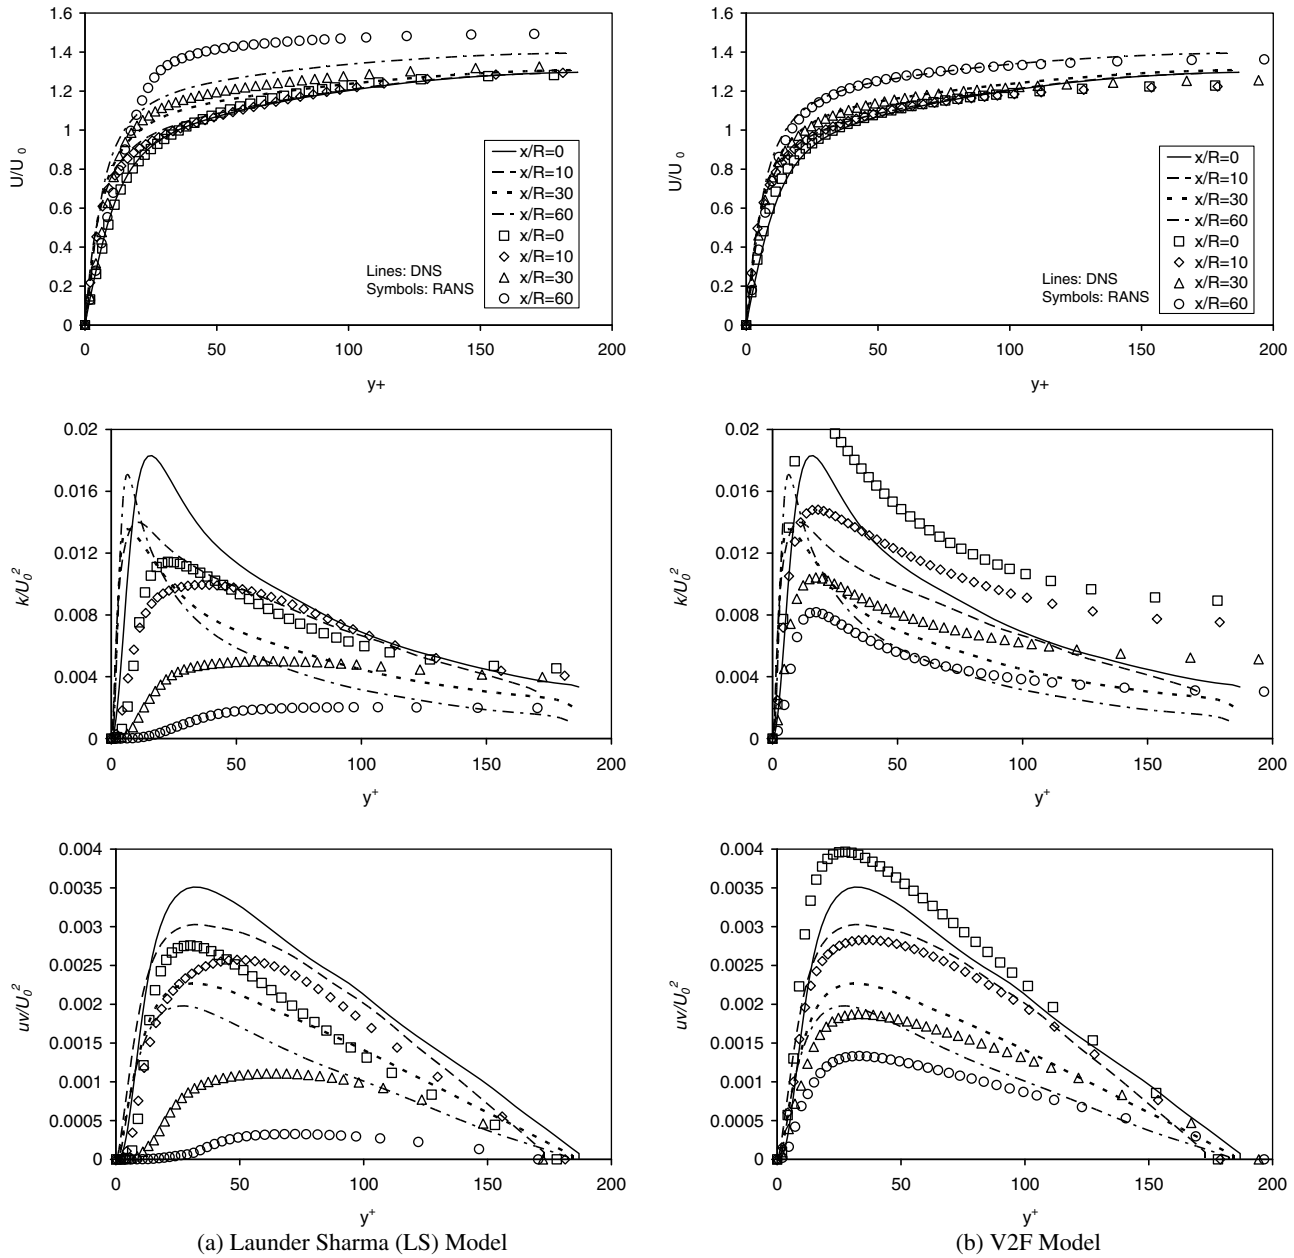 1.6
1.4
1.2
1
0.8
0.6
0.4
0.2
0
U/U0
x/R=0
x/R=10
x/R=30
x/R=60
x/R=0
x/R=10
x/R=30
x/R=60
Lines: DNS
Symbols: RANS
0 50 100 150 200
y+
1.6
1.4
1.2
1
0.8
0.6
0.4
0.2
0
U/U0
x/R=0
x/R=10
x/R=30
x/R=60
x/R=0
x/R=10
x/R=30
x/R=60
Lines: DNS
Symbols: RANS
0 50 100 150 200
y+
0.02
0.016
0.012
0.008
0.004
0
k/U0^2
0 50 100 150 200
y+
0.02
0.016
0.012
0.008
0.004
0
k/U0^2
0 50 100 150 200
y+
0.004
0.0035
0.003
0.0025
0.002
0.0015
0.001
0.0005
0
uv/U0^2
0 50 100 150 200
y+
(a) Launder Sharma (LS) Model
0.004
0.0035
0.003
0.0025
0.002
0.0015
0.001
0.0005
0
uv/U0^2
0 50 100 150 200
y+
(b) V2F Model